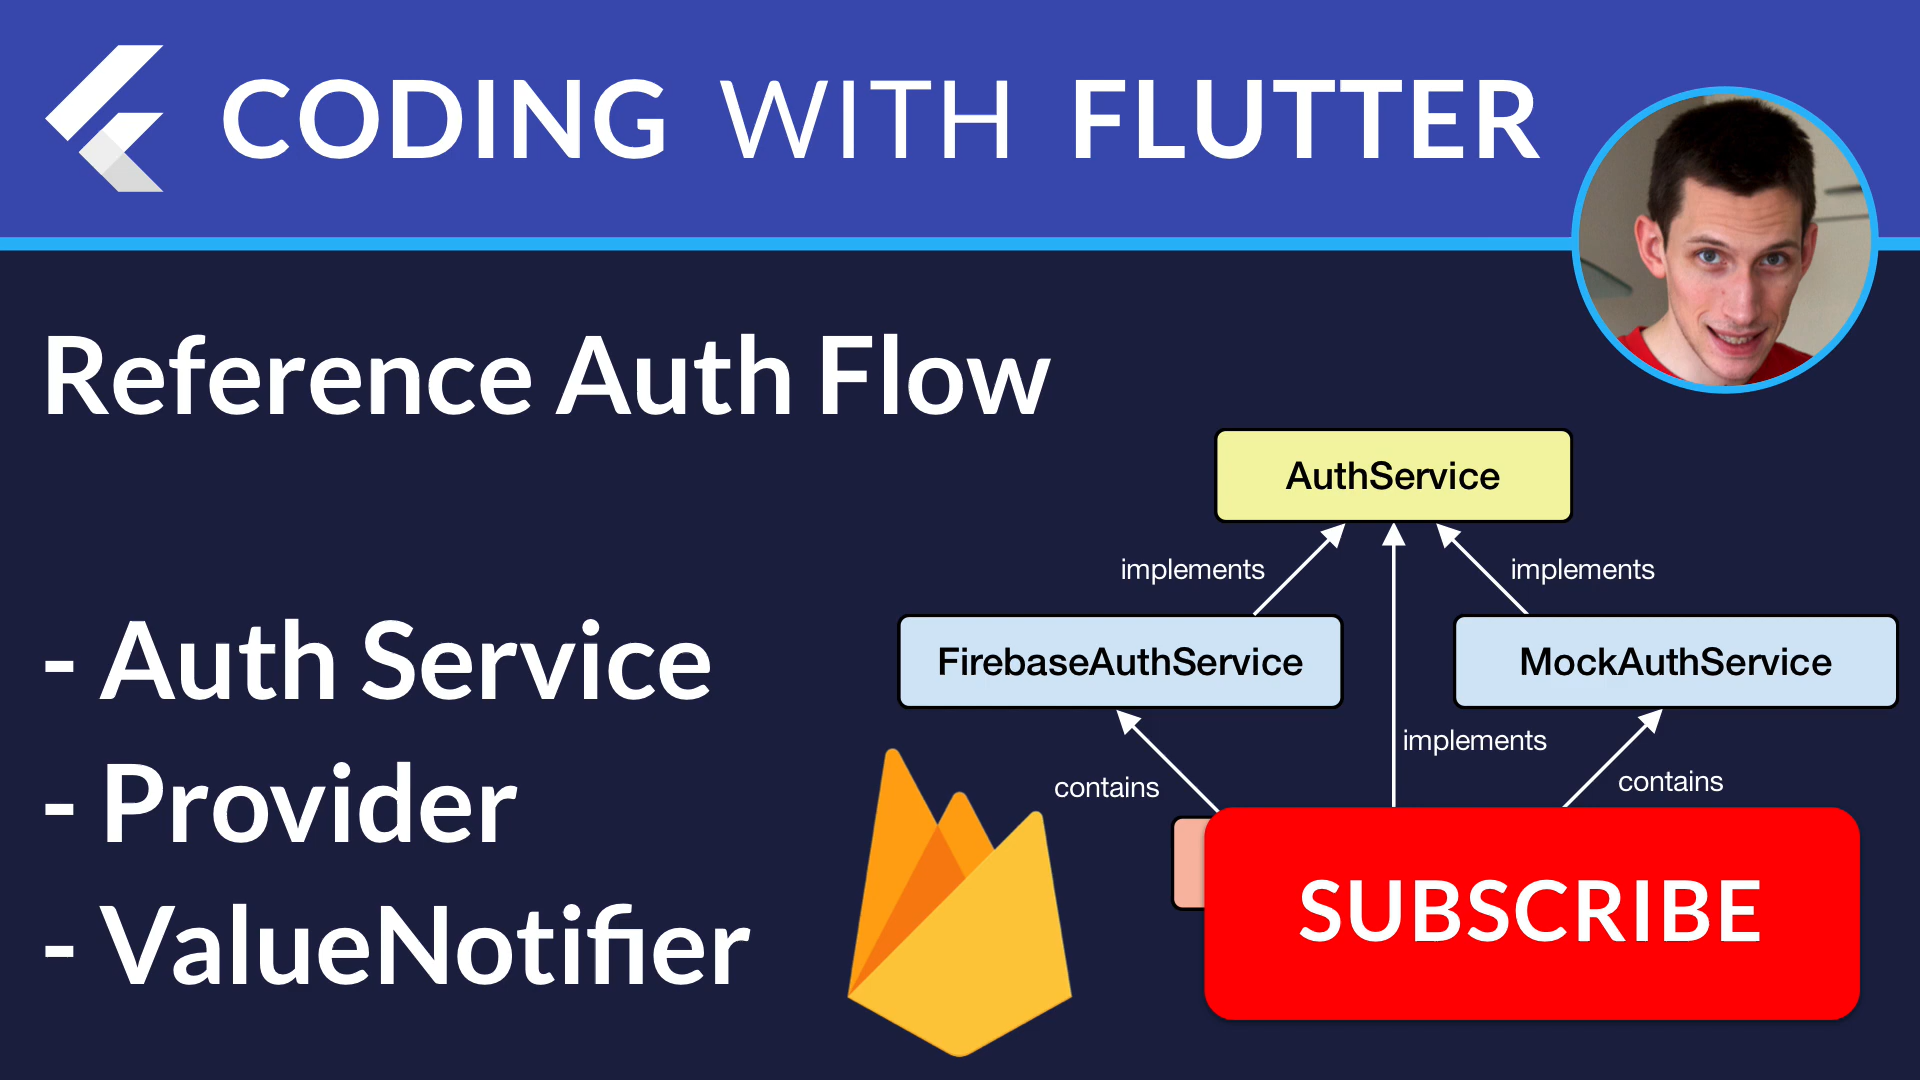 CODING WITH FLUTTER
Reference Auth Flow
- Auth Service
- Provider
- ValueNotifier
AuthService
implements
implements
FirebaseAuthService
MockAuthService
implements
contains
contains
SUBSCRIBE